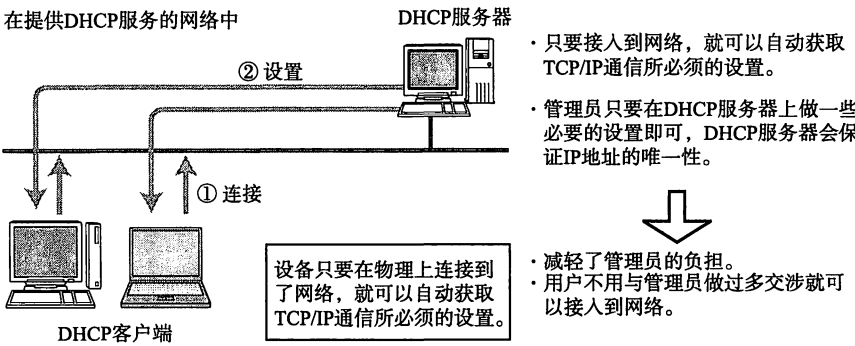 在提供DHCP服务的网络中
DHCP服务器
② 设置
① 连接
DHCP客户端
设备只要在物理上连接到
了网络，就可以自动获取
TCP/IP通信所必须的设置。
·只要接入到网络，就可以自动获取
TCP/IP通信所必须的设置。
·管理员只要在DHCP服务器上做一些
必要的设置即可，DHCP服务器会保
证IP地址的唯一性。
·减轻了管理员的负担。
·用户不用与管理员做过多交涉就可
以接入到网络。